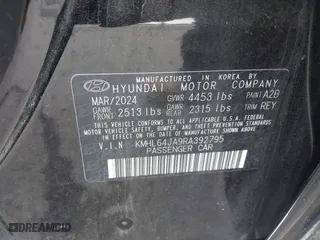 MANUFACTURED IN KOREA BY
HYUNDAI MOTOR COMPANY
MAR/2024 GVWR 4453 lbs PAINT A2B
GAWR FRONT 2513 lbs GAWR REAR 2315 lbs TRIM REY
THIS VEHICLE CONFORMS TO ALL APPLICABLE
FEDERAL MOTOR VEHICLE SAFETY, BUMPER, AND
THEFT PREVENTION STANDARDS IN EFFECT ON THE
DATE OF MANUFACTURE SHOWN ABOVE.
V.I.N KMHL64JA9RA392795
PASSENGER CAR